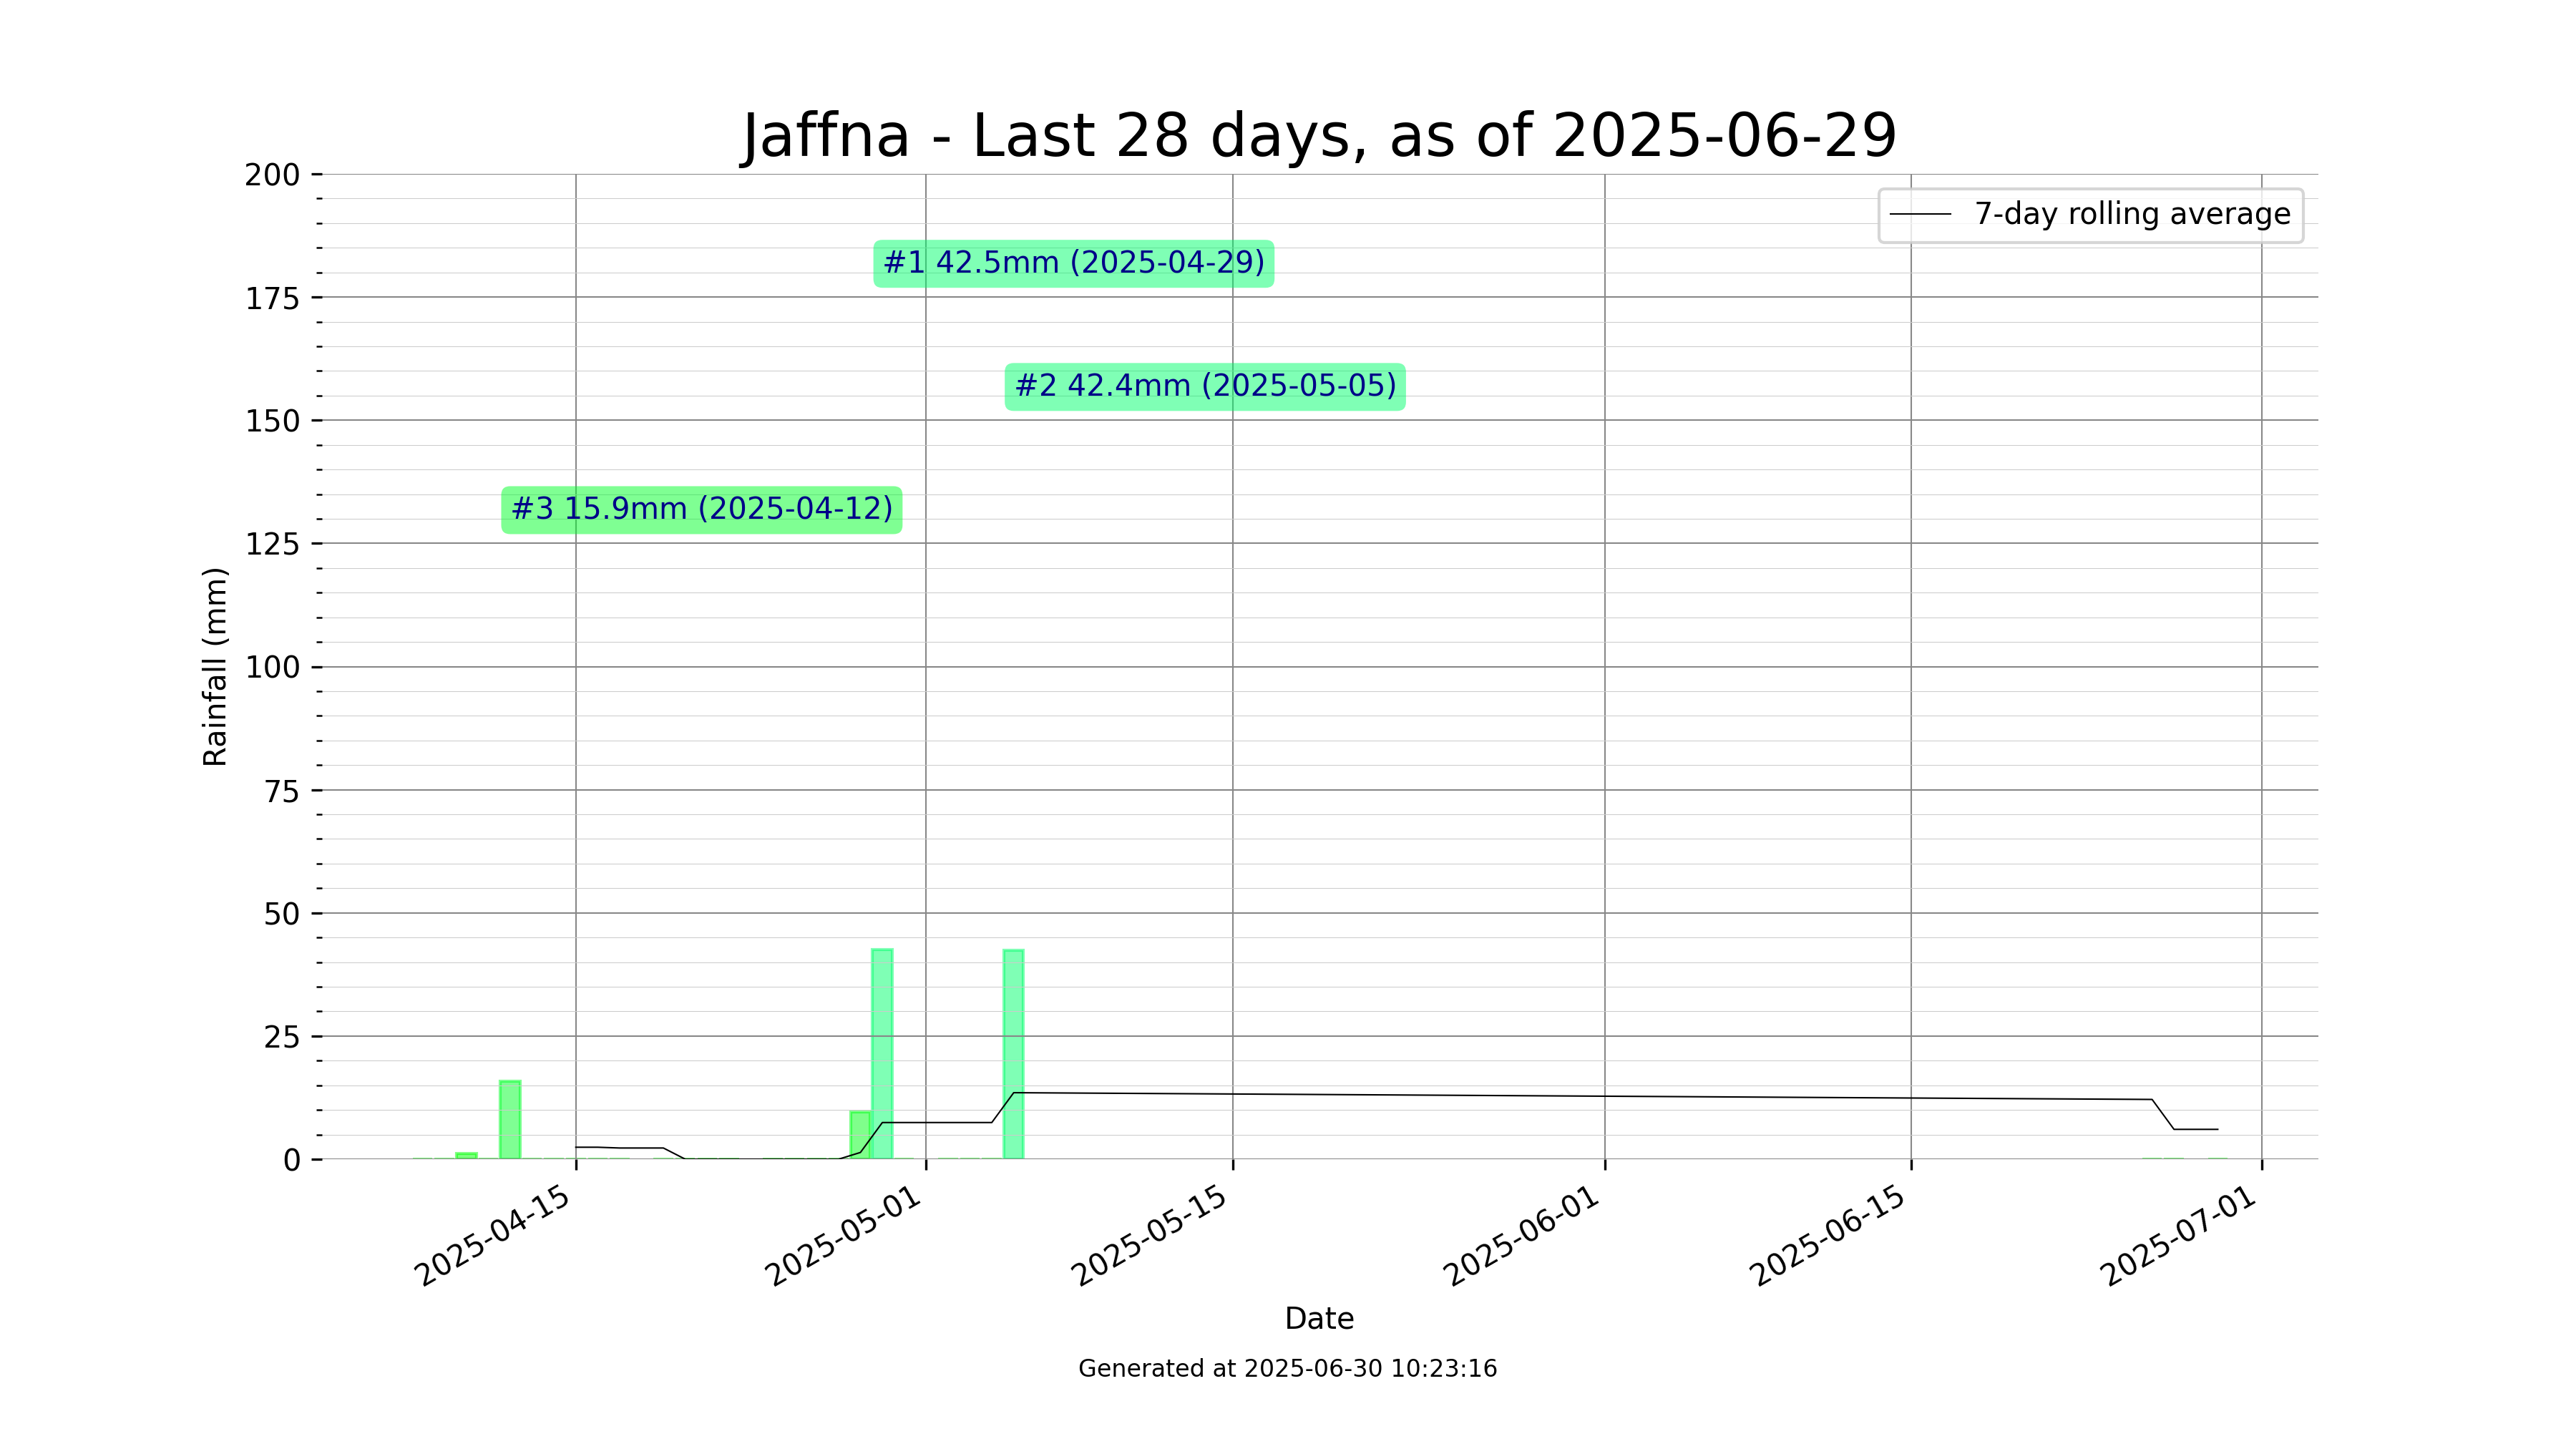 Jaffna - Last 28 days, as of 2025-06-29
200
175
150
125
100
75
50
25
0
Rainfall (mm)
7-day rolling average
#1 42.5mm (2025-04-29)
#2 42.4mm (2025-05-05)
#3 15.9mm (2025-04-12)
2025-04-15
2025-05-01
2025-05-15
2025-06-01
2025-06-15
2025-07-01
Date
Generated at 2025-06-30 10:23:16